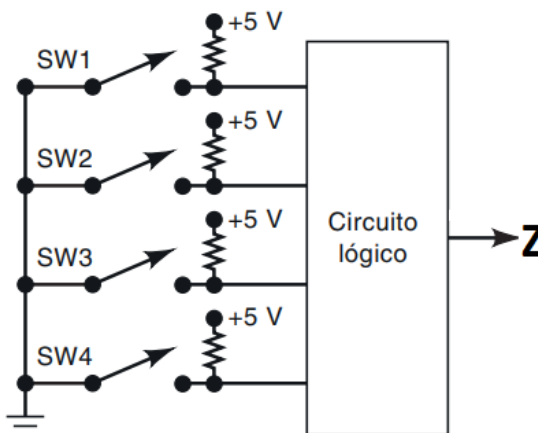 +5 V
SW1
+5 V
SW2
+5 V
SW3
+5 V
SW4
Circuito
lógico
Z